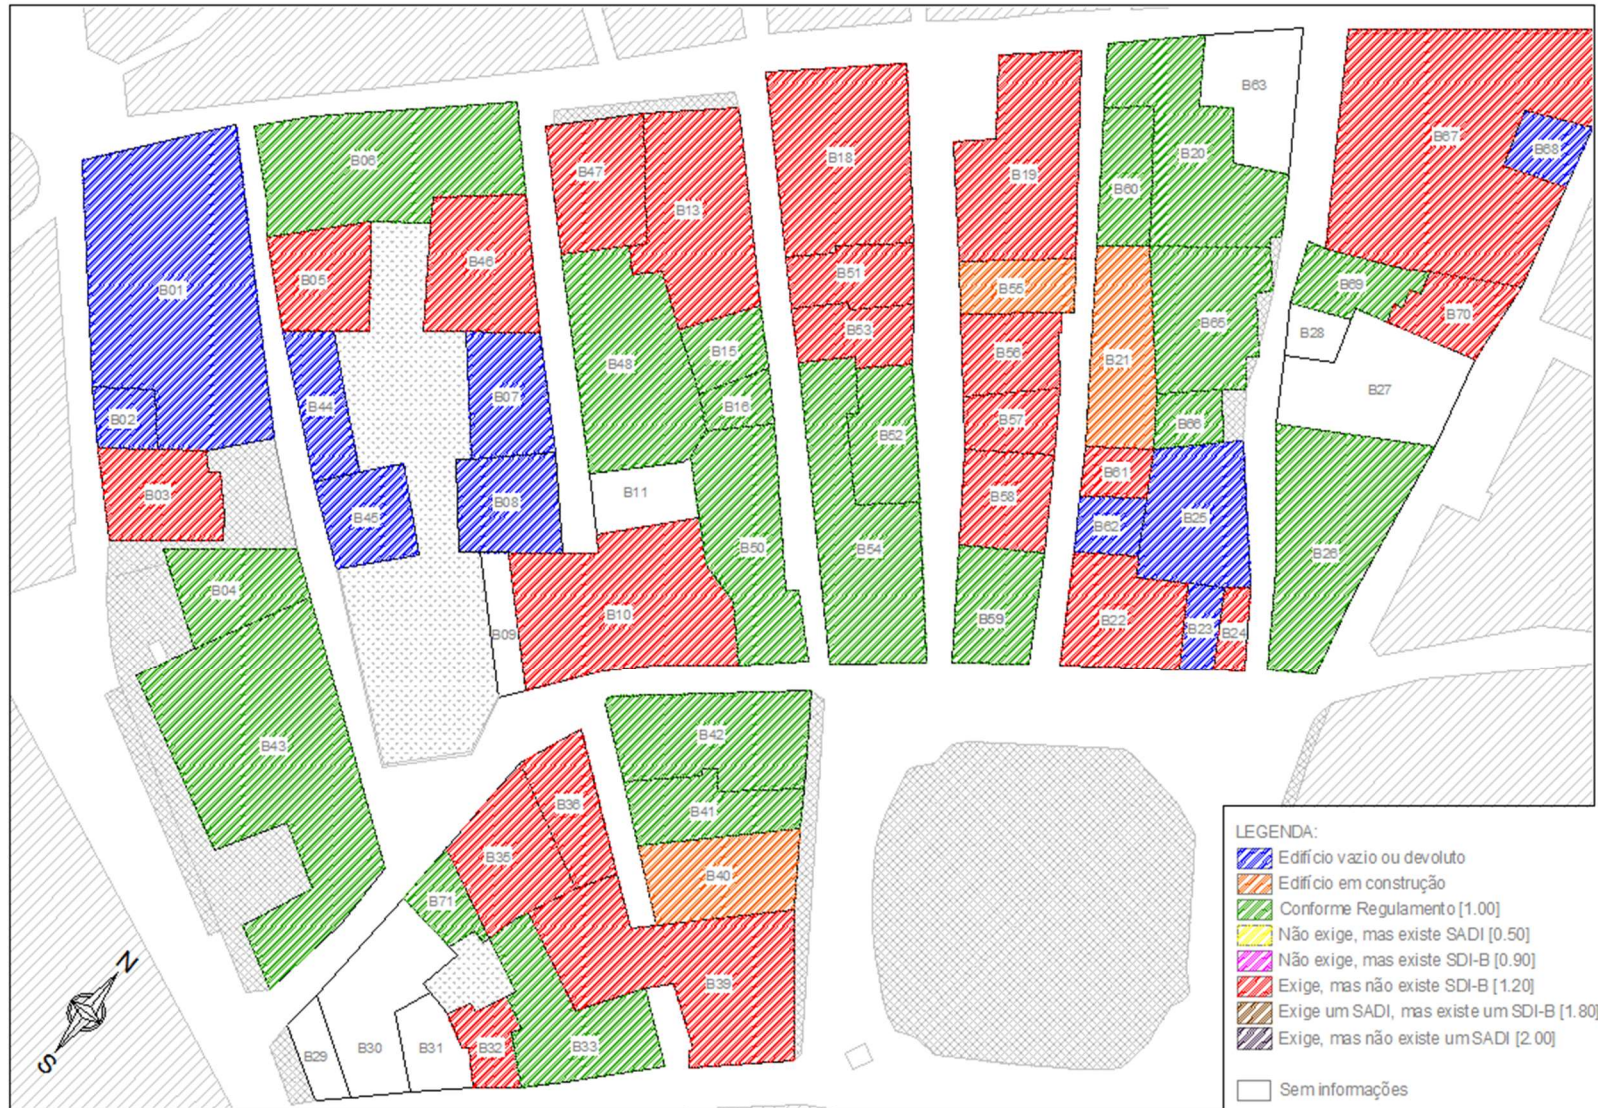 B63
B67
B68
B06
B18
B47
B20
B19
B13
B60
B46
B05
B51
B01
B55
B69
B65
B70
B53
B28
B15
B56
B21
B48
B07
B27
B44
B16
B02
B57
B66
B52
B61
B11
B03
B58
B08
B45
B62
B25
B50
B54
B26
B04
B10
B59
B22
B23
B24
B09
B42
B43
B36
B41
B35
B40
B71
B39
B33
B32
B31
B30
B29
N
S
LEGENDA:
Edifício vazio ou devoluto
Edifício em construção
Conforme Regulamento [1.00]
Não exige, mas existe SADI [0.50]
Não exige, mas existe SDI-B [0.90]
Exige, mas não existe SDI-B [1.20]
Exige um SADI, mas existe um SDI-B [1.80]
Exige, mas não existe um SADI [2.00]
Sem informações